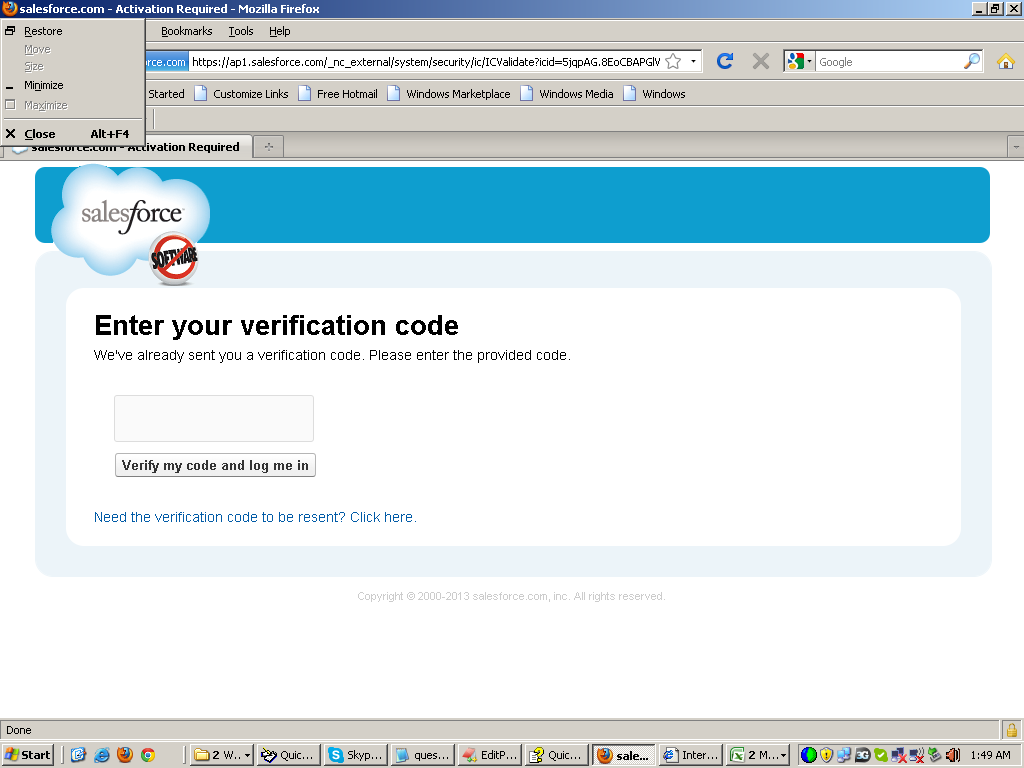 salesforce.com - Activation Required - Mozilla Firefox
Restore
Move
Size
Minimize
Maximize
Close Alt+F4
Bookmarks Tools Help
rce.com https://ap1.salesforce.com/_nc_external/system/security/ic/ICValidate?icid=5jqpAG.8EoCBAPGlV
Google
Started Customize Links Free Hotmail Windows Marketplace Windows Media Windows
salesforce.com - Activation Required
salesforce
SOFTWARE
Enter your verification code
We've already sent you a verification code. Please enter the provided code.
Verify my code and log me in
Need the verification code to be resent? Click here.
Copyright © 2000-2013 salesforce.com, inc. All rights reserved.
Done
Start 2 W... Quic... Skyp... ques... EditP... Quic... sale... Inter... 2 M... 3G 1:49 AM